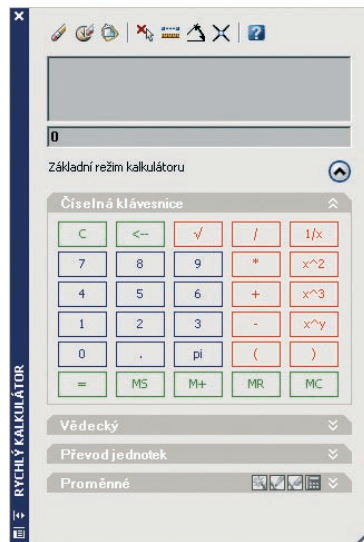 0
Základní režim kalkulátoru
Číselná klávesnice
C <-- √ / 1/x
7 8 9 * x^2
4 5 6 + x^3
1 2 3 - x^y
0 . pi ( )
= MS M+ MR MC
Vědecký
Převod jednotek
Proměnné
RYCHLÝ KALKULÁTOR